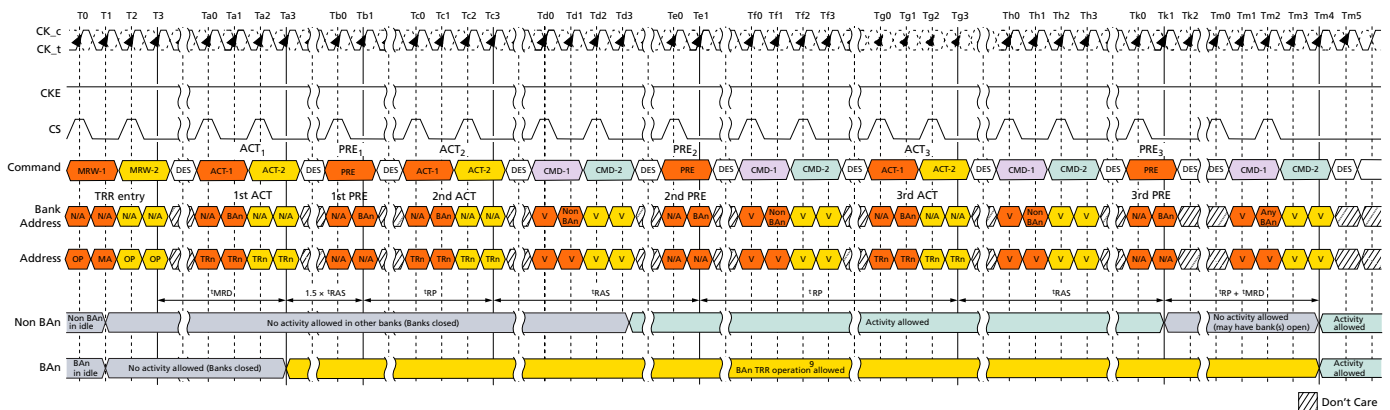 T0 T1 T2 T3 Ta0 Ta1 Ta2 Ta3 Tb0 Tb1 Tc0 Tc1 Tc2 Tc3 Td0 Td1 Td2 Td3 Te0 Te1 Tf0 Tf1 Tf2 Tf3 Tg0 Tg1 Tg2 Tg3 Th0 Th1 Th2 Th3 Tk0 Tk1 Tk2 Tm0 Tm1 Tm2 Tm3 Tm4 Tm5
CK_c
CK_t
CKE
CS
ACT1 PRE1 ACT2 PRE2 ACT3 PRE3
Command MRW-1 MRW-2 DES ACT-1 ACT-2 DES PRE DES ACT-1 ACT-2 DES CMD-1 CMD-2 DES PRE DES CMD-1 CMD-2 DES ACT-1 ACT-2 DES CMD-1 CMD-2 DES PRE DES DES CMD-1 CMD-2 DES
TRR entry 1st ACT 1st PRE 2nd ACT 2nd PRE 3rd ACT 3rd PRE
Bank Address N/A N/A N/A N/A N/A BAn N/A N/A N/A BAn N/A BAn N/A N/A V Non BAn V V N/A BAn V Non BAn V V N/A BAn N/A N/A V Non BAn V V N/A BAn V Any BAn V V
Address OP MA OP OP TRn TRn TRn TRn N/A N/A TRn TRn TRn TRn V V V V N/A N/A V V V V TRn TRn TRn TRn V V V V N/A N/A V V V V
tMRD 1.5 × tRAS tRP tRAS tRP tRAS tRP + tMRD
Non BAn Non BAn in idle No activity allowed in other banks (Banks closed) Activity allowed No activity allowed (may have bank(s) open) Activity allowed
BAn BAn in idle No activity allowed (Banks closed) BAn TRR operation allowed 9 Activity allowed
Don't Care